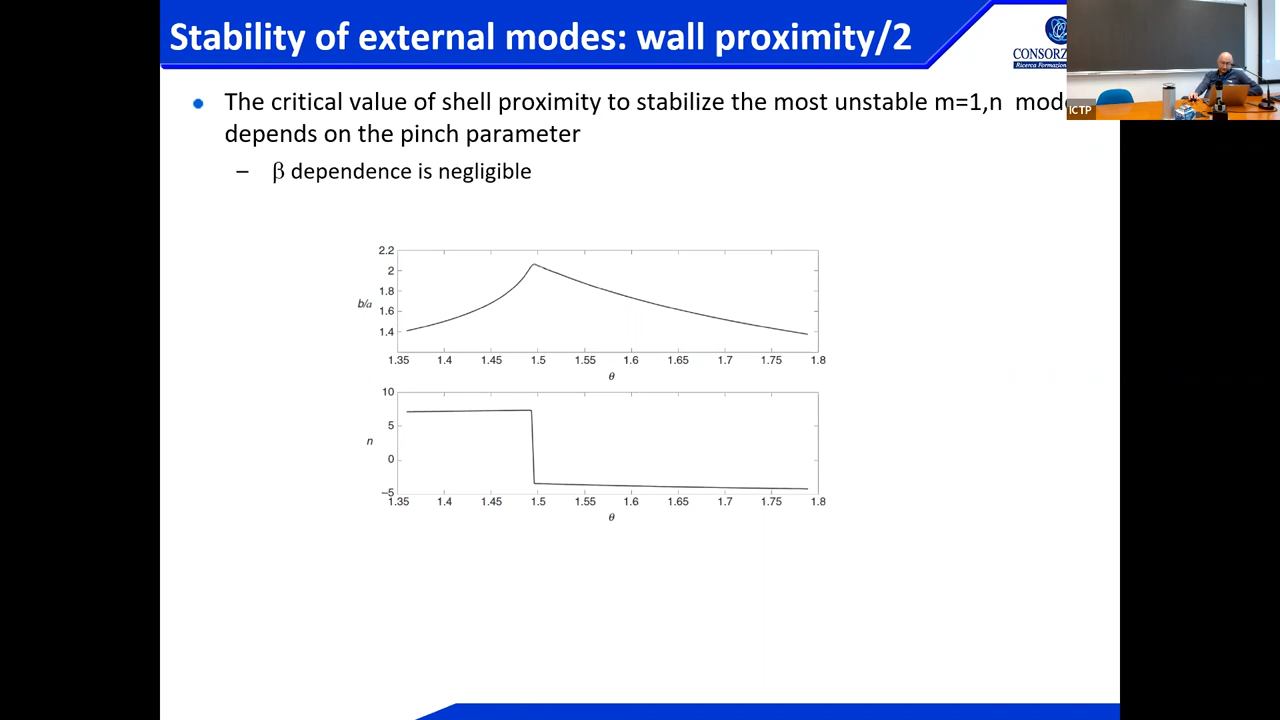 Stability of external modes: wall proximity/2
CONSORZ
Ricerca Formazion
ICTP
The critical value of shell proximity to stabilize the most unstable m=1,n mod
depends on the pinch parameter
– β dependence is negligible
2.2
2
1.8
1.6
1.4
b/a
1.35 1.4 1.45 1.5 1.55 1.6 1.65 1.7 1.75 1.8
θ
10
5
0
−5
n
1.35 1.4 1.45 1.5 1.55 1.6 1.65 1.7 1.75 1.8
θ